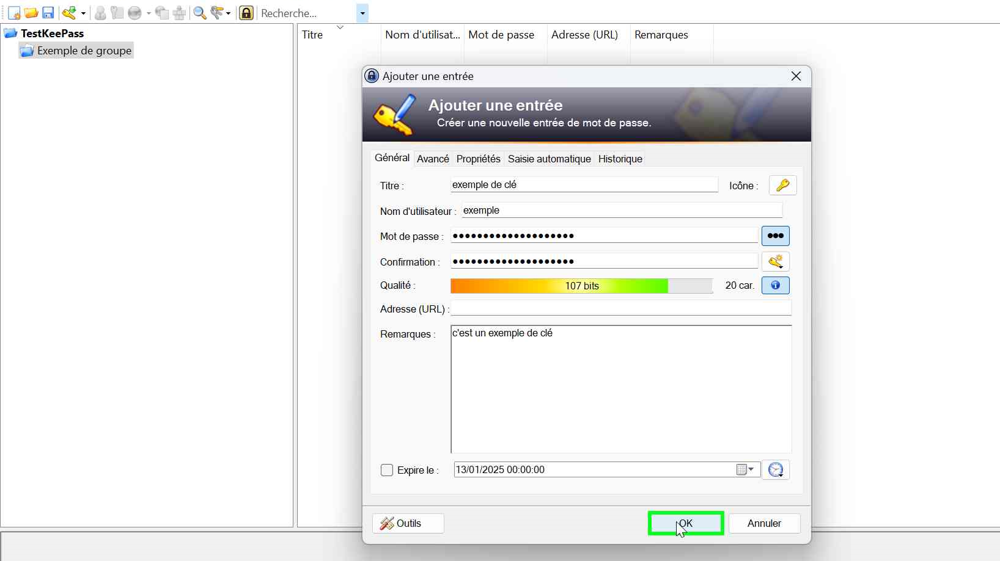 Recherche...
TestKeePass
Exemple de groupe
Titre
Nom d'utilisat...
Mot de passe
Adresse (URL)
Remarques
Ajouter une entrée
Ajouter une entrée
Créer une nouvelle entrée de mot de passe.
Général
Avancé
Propriétés
Saisie automatique
Historique
Titre :
exemple de clé
Icône :
Nom d'utilisateur :
exemple
Mot de passe :
●●●●●●●●●●●●●●●●●●●●
●●●
Confirmation :
●●●●●●●●●●●●●●●●●●●●
Qualité :
107 bits
20 car.
Adresse (URL) :
Remarques :
c'est un exemple de clé
Expire le :
13/01/2025 00:00:00
Outils
OK
Annuler